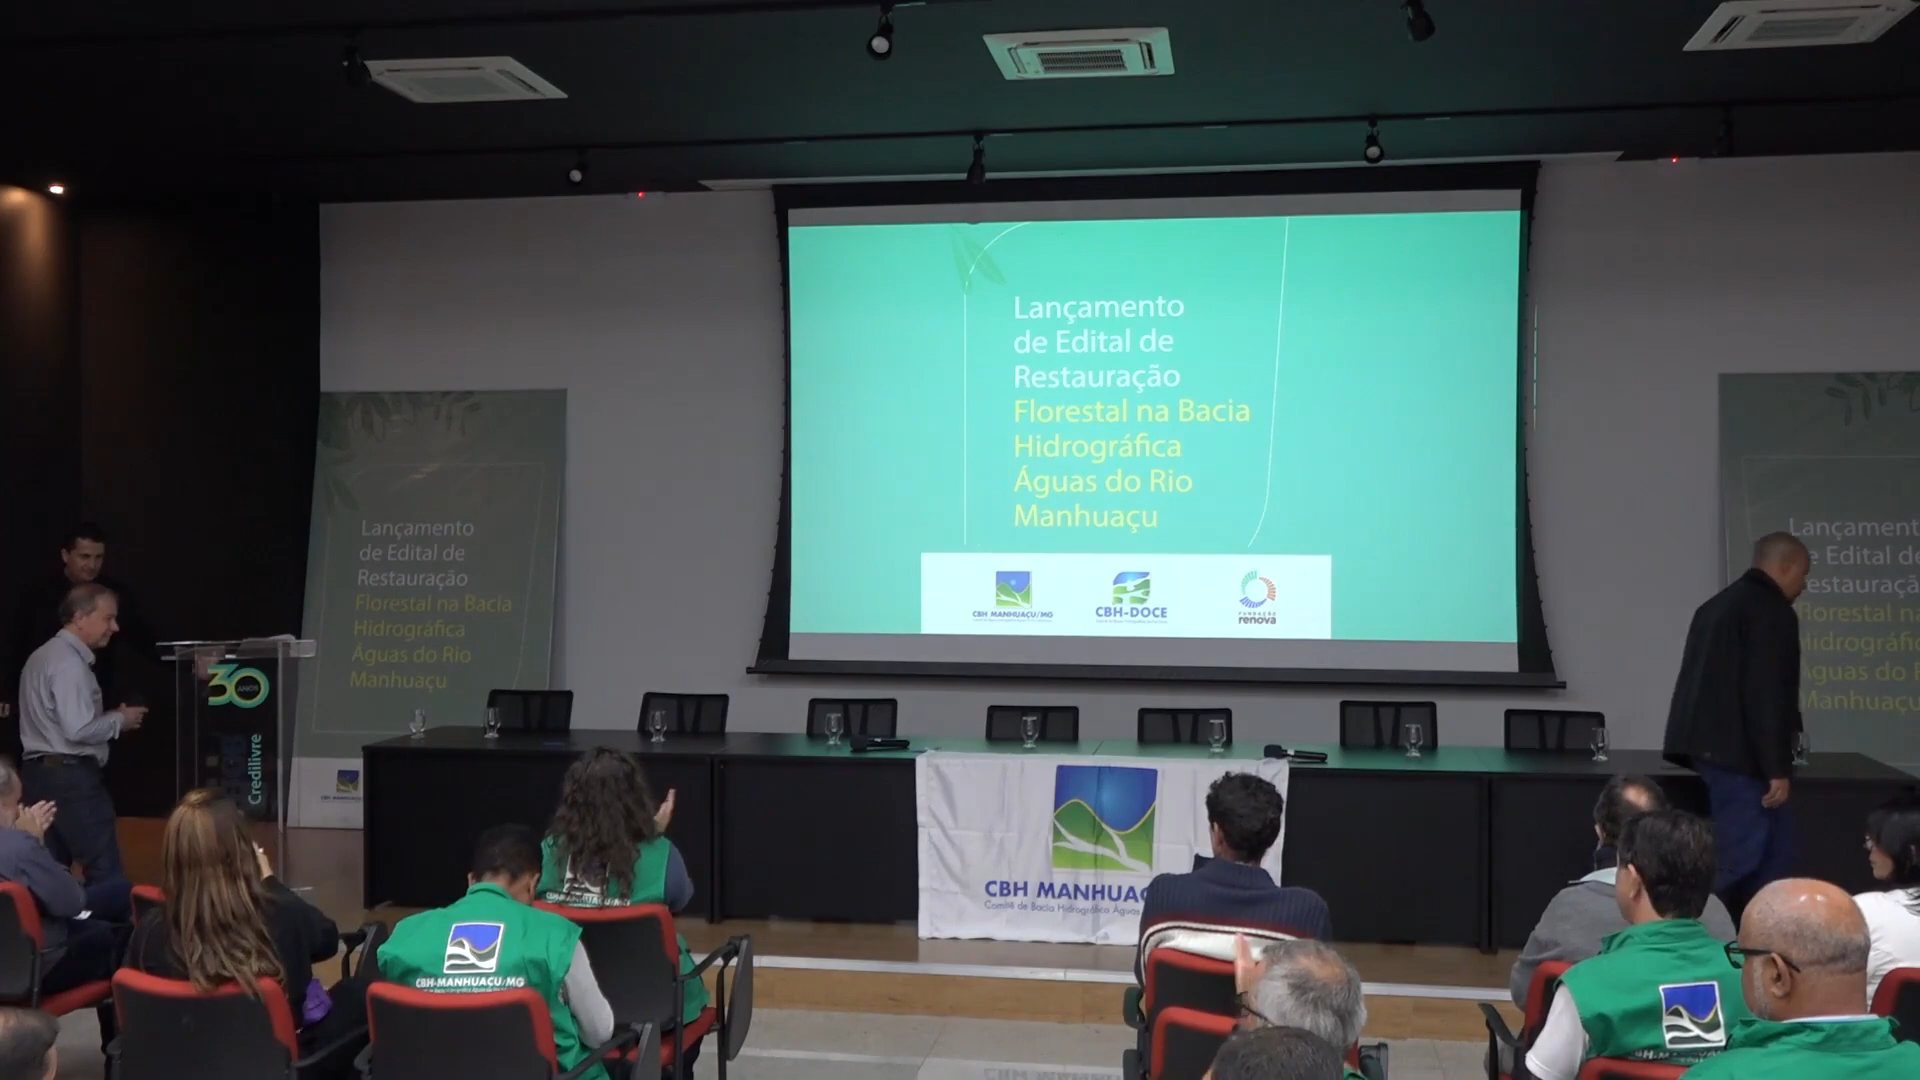 Lançamento
de Edital de
Restauração
Florestal na Bacia
Hidrográfica
Águas do Rio
Manhuaçu
CBH MANHUAÇU/MG
CBH-DOCE
FUNDAÇÃO
renova
Lançamento
de Edital de
Restauração
Florestal na Bacia
Hidrográfica
Águas do Rio
Manhuaçu
30
ANOS
Credilivre
CBH MANHUAÇ
Comitê de Bacia Hidrográfica Águas
CBH-MANHUAÇU/MG